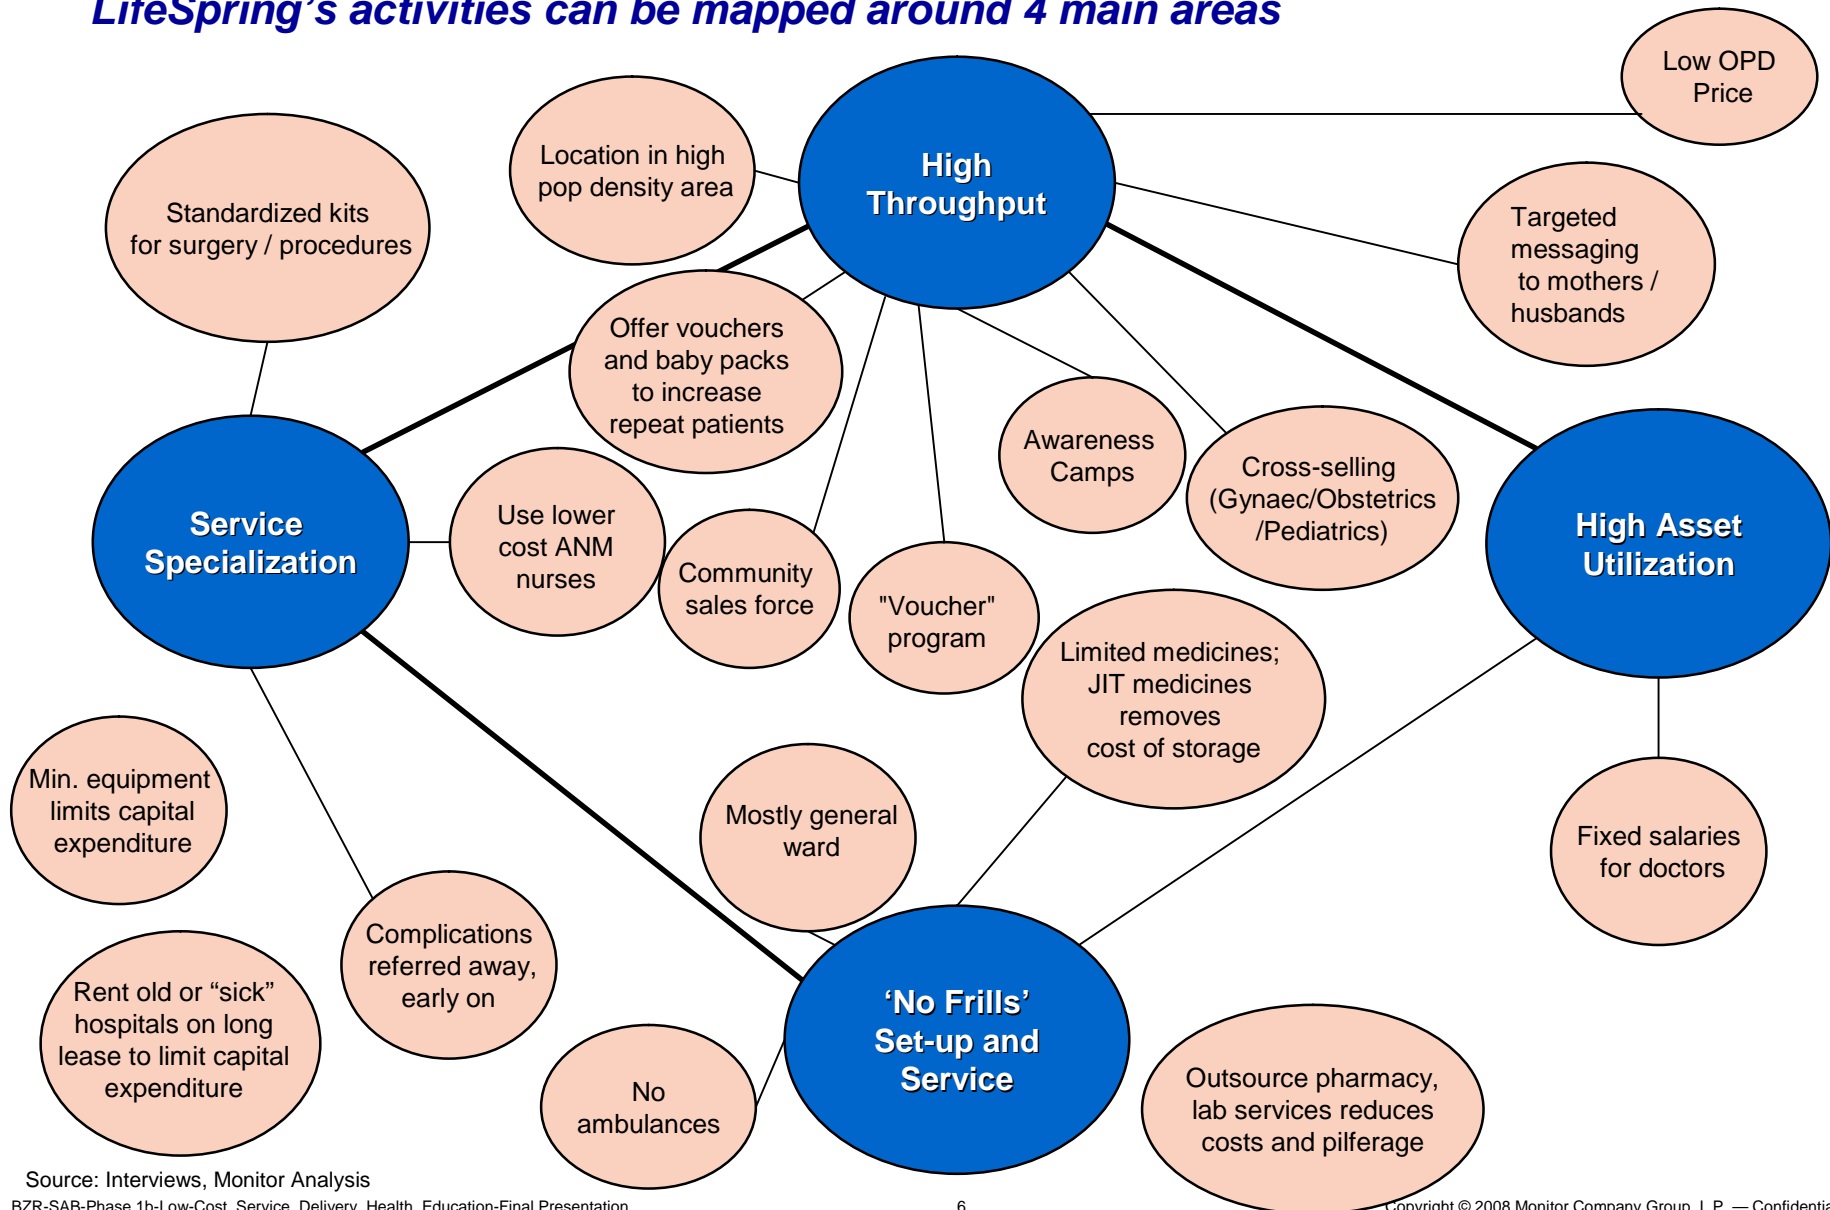 LifeSpring's activities can be mapped around 4 main areas
Low OPD
Price
High
Throughput
Location in high
pop density area
Standardized kits
for surgery / procedures
Targeted
messaging
to mothers /
husbands
Offer vouchers
and baby packs
to increase
repeat patients
Awareness
Camps
Cross-selling
(Gynaec/Obstetrics
/Pediatrics)
Service
Specialization
Use lower
cost ANM
nurses
High Asset
Utilization
Community
sales force
"Voucher"
program
Limited medicines;
JIT medicines
removes
cost of storage
Min. equipment
limits capital
expenditure
Mostly general
ward
Fixed salaries
for doctors
Complications
referred away,
early on
Rent old or “sick”
hospitals on long
lease to limit capital
expenditure
‘No Frills’
Set-up and
Service
No
ambulances
Outsource pharmacy,
lab services reduces
costs and pilferage
Source: Interviews, Monitor Analysis
BZR-SAB-Phase 1b-Low-Cost Service Delivery Health Education-Final Presentation
6
Copyright © 2008 Monitor Company Group, L.P. — Confidential